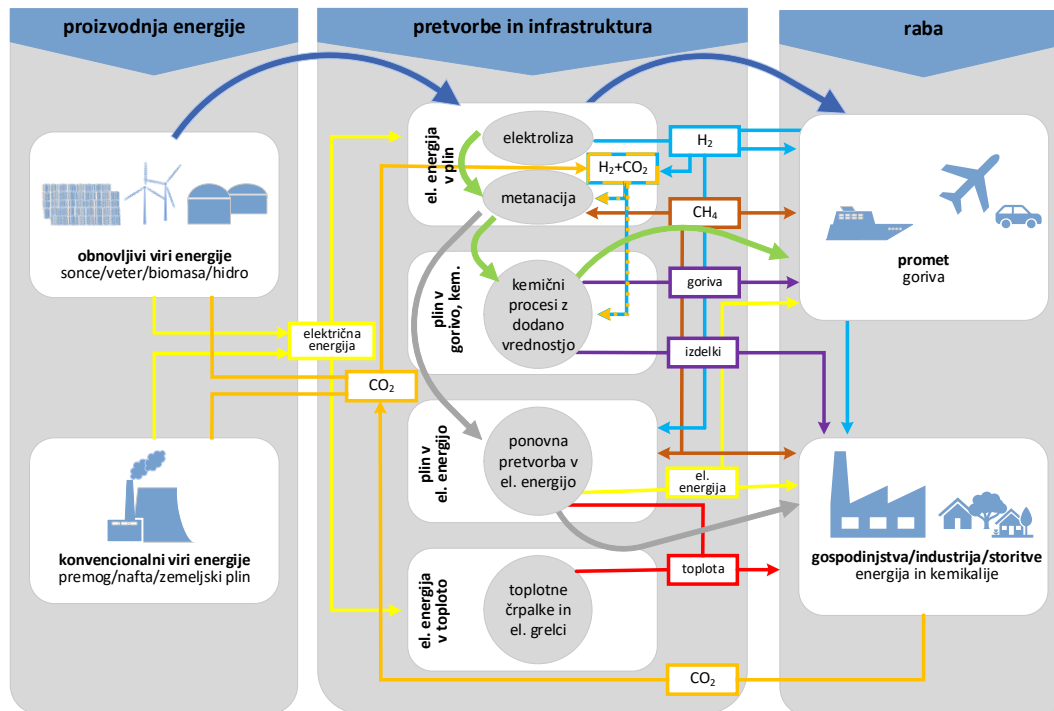 proizvodnja energije
obnovljivi viri energije
sonce/veter/biomasa/hidro
konvencionalni viri energije
premog/nafta/zemeljski plin
električna
energija
CO₂
pretvorbe in infrastruktura
el. energija
v plin
elektroliza
metanacija
H₂+CO₂
H₂
CH₄
plin v
gorivo, kem.
kemični
procesi z
dodano
vrednostjo
goriva
izdelki
plin v
el. energijo
ponovna
pretvorba v
el. energijo
el.
energija
el. energija
v toploto
toplotne
črpalke in
el. grelci
toplota
CO₂
raba
promet
goriva
gospodinjstva/industrija/storitve
energija in kemikalije